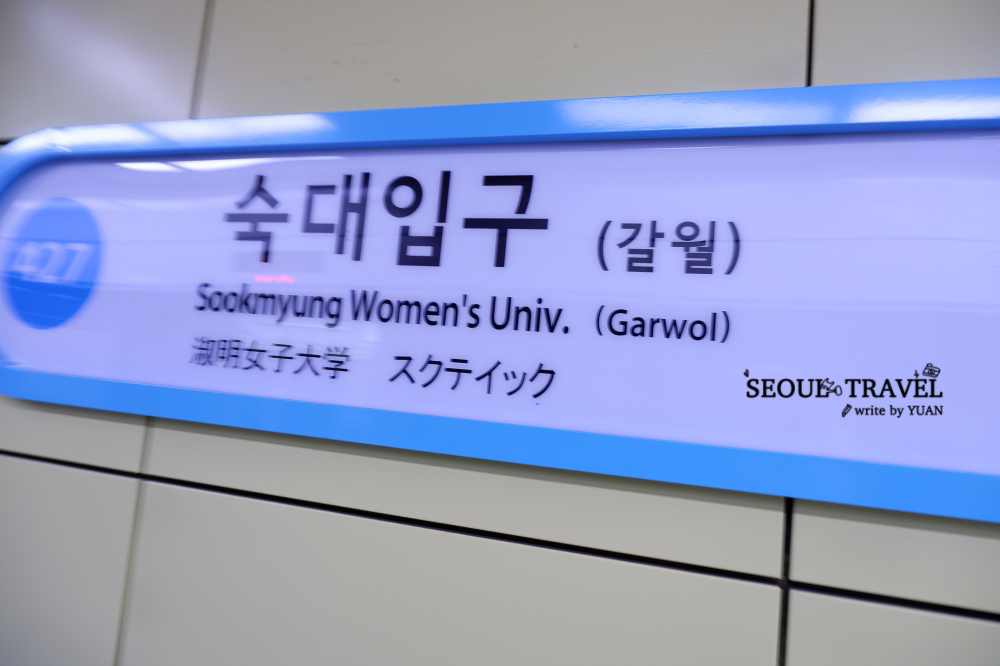 427
숙대입구 (갈월)
Sookmyung Women's Univ. (Garwol)
淑明女子大学 スクテイック
SEOUL TRAVEL
write by YUAN